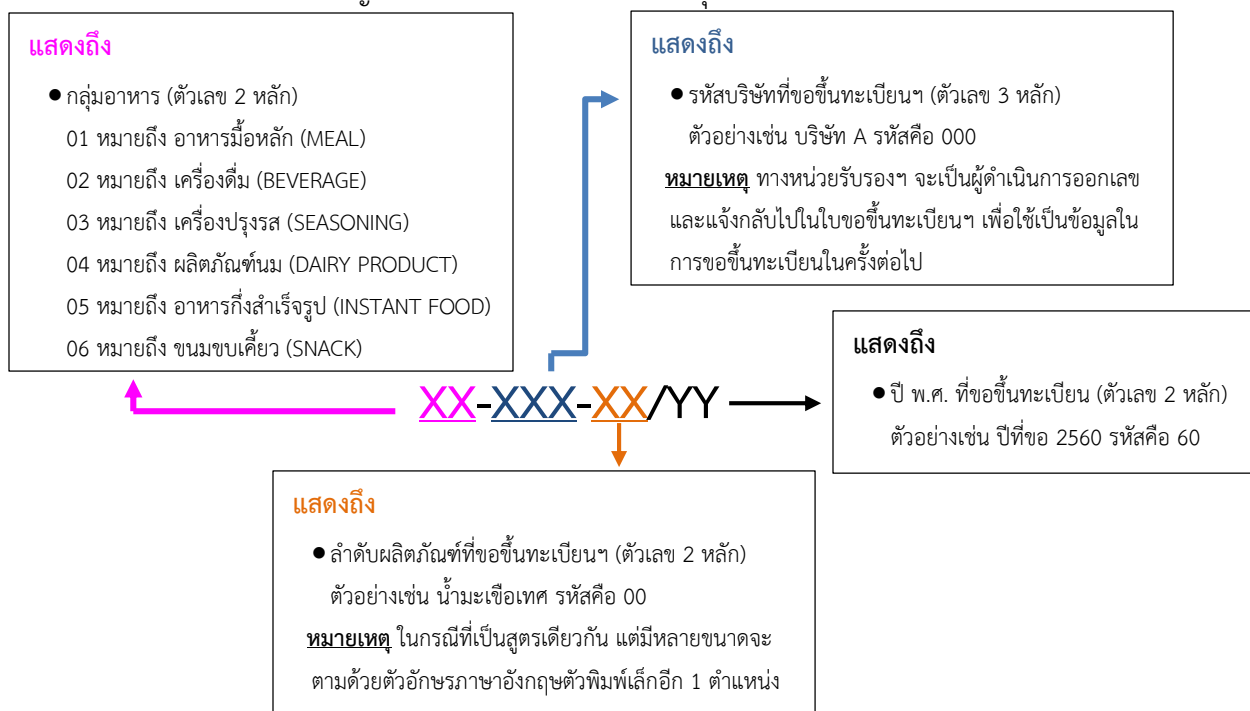 แสดงถึง
● กลุ่มอาหาร (ตัวเลข 2 หลัก)
01 หมายถึง อาหารมื้อหลัก (MEAL)
02 หมายถึง เครื่องดื่ม (BEVERAGE)
03 หมายถึง เครื่องปรุงรส (SEASONING)
04 หมายถึง ผลิตภัณฑ์นม (DAIRY PRODUCT)
05 หมายถึง อาหารกึ่งสำเร็จรูป (INSTANT FOOD)
06 หมายถึง ขนมขบเคี้ยว (SNACK)
แสดงถึง
● รหัสบริษัทที่ขอขึ้นทะเบียนฯ (ตัวเลข 3 หลัก)
ตัวอย่างเช่น บริษัท A รหัสคือ 000
หมายเหตุ ทางหน่วยรับรองฯ จะเป็นผู้ดำเนินการออกเลข
และแจ้งกลับไปในใบขอขึ้นทะเบียนฯ เพื่อใช้เป็นข้อมูลใน
การขอขึ้นทะเบียนในครั้งต่อไป
XX-XXX-XX/YY
แสดงถึง
● ปี พ.ศ. ที่ขอขึ้นทะเบียน (ตัวเลข 2 หลัก)
ตัวอย่างเช่น ปีที่ขอ 2560 รหัสคือ 60
แสดงถึง
● ลำดับผลิตภัณฑ์ที่ขอขึ้นทะเบียนฯ (ตัวเลข 2 หลัก)
ตัวอย่างเช่น น้ำมะเขือเทศ รหัสคือ 00
หมายเหตุ ในกรณีที่เป็นสูตรเดียวกัน แต่มีหลายขนาดจะ
ตามด้วยตัวอักษรภาษาอังกฤษตัวพิมพ์เล็กอีก 1 ตำแหน่ง